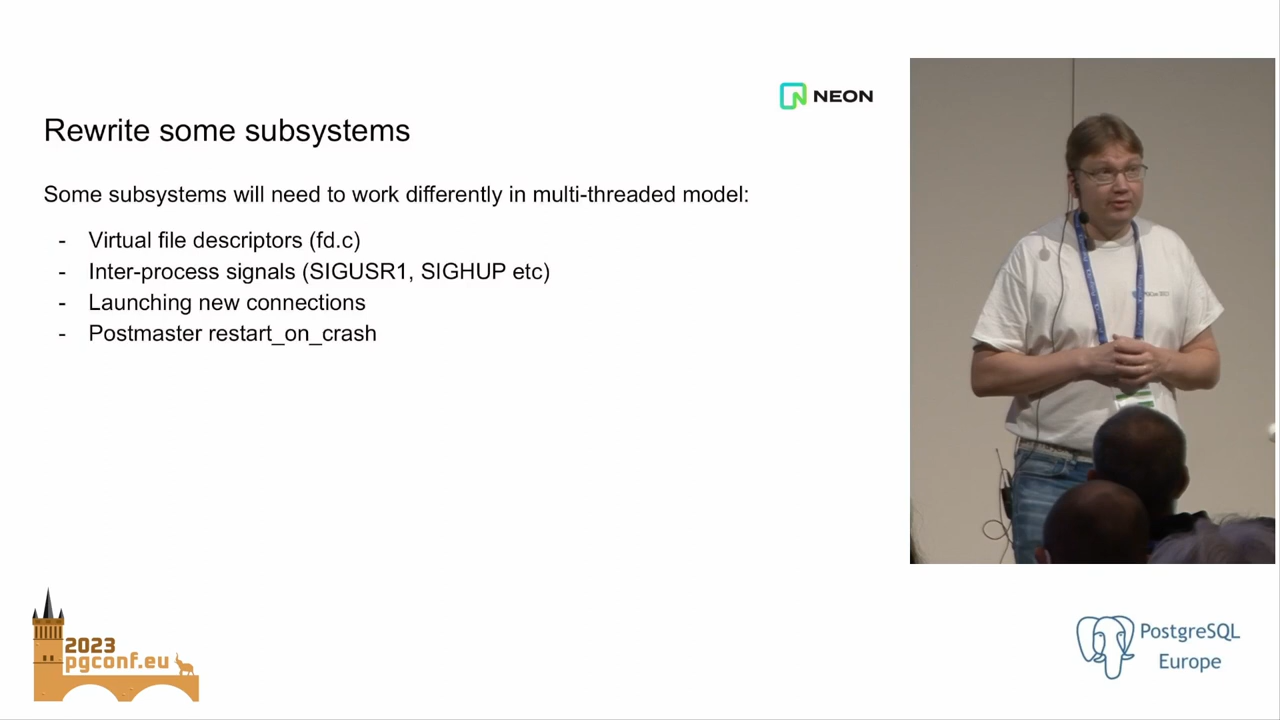 NEON
Rewrite some subsystems
Some subsystems will need to work differently in multi-threaded model:
- Virtual file descriptors (fd.c)
- Inter-process signals (SIGUSR1, SIGHUP etc)
- Launching new connections
- Postmaster restart_on_crash
2023
pgconf.eu
PostgreSQL
Europe